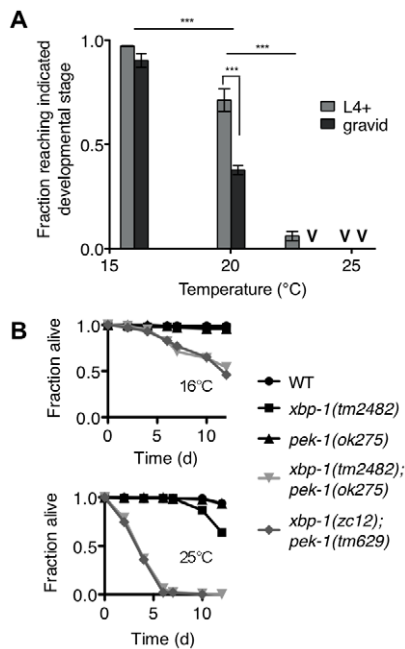 A
***
***
***
Fraction reaching indicated
developmental stage
1.0
0.5
0.0
L4+
gravid
V
V V
15 20 25
Temperature (°C)
B
Fraction alive
1.0
0.5
0.0
16°C
0 5 10
Time (d)
WT
xbp-1(tm2482)
pek-1(ok275)
xbp-1(tm2482);
pek-1(ok275)
xbp-1(zc12);
pek-1(tm629)
Fraction alive
1.0
0.5
0.0
25°C
0 5 10
Time (d)